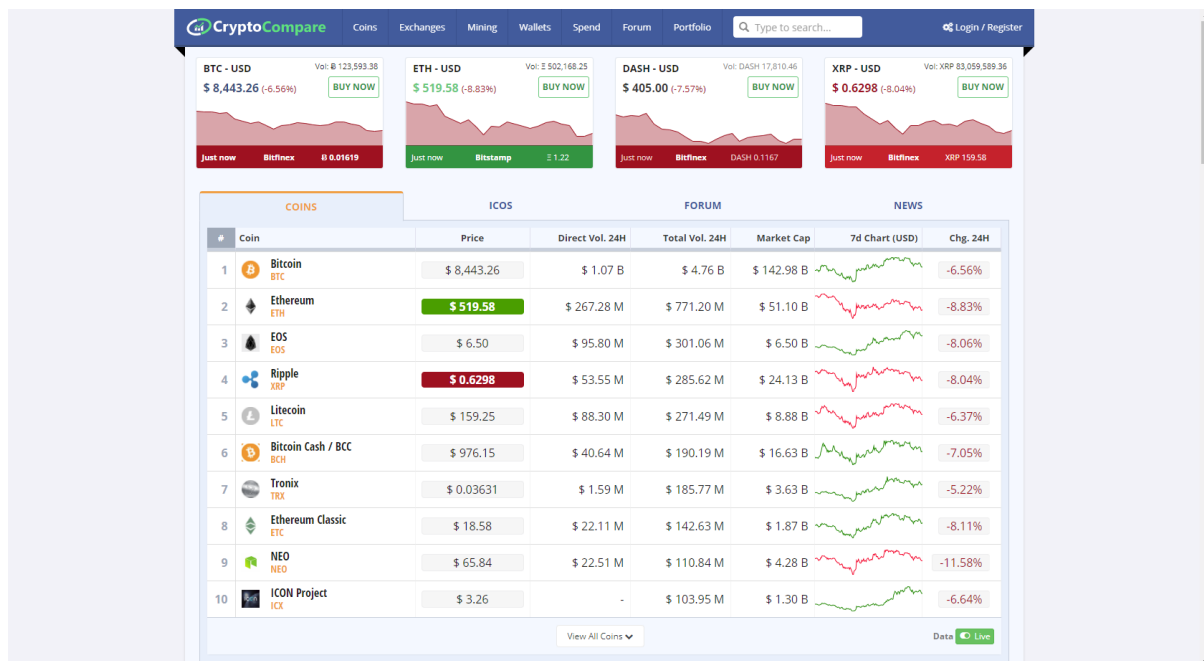 CryptoCompare Coins Exchanges Mining Wallets Spend Forum Portfolio Type to search... Login / Register
BTC - USD Vol: Ƀ 123,593.38
$ 8,443.26 (-6.56%) BUY NOW
Just now Bitfinex Ƀ 0.01619
ETH - USD Vol: Ξ 502,168.25
$ 519.58 (-8.83%) BUY NOW
Just now Bitstamp Ξ 1.22
DASH - USD Vol: DASH 17,810.46
$ 405.00 (-7.57%) BUY NOW
Just now Bitfinex DASH 0.1167
XRP - USD Vol: XRP 83,059,589.36
$ 0.6298 (-8.04%) BUY NOW
Just now Bitfinex XRP 159.58
COINS ICOS FORUM NEWS
# Coin Price Direct Vol. 24H Total Vol. 24H Market Cap 7d Chart (USD) Chg. 24H
1 Bitcoin $ 8,443.26 $ 1.07 B $ 4.76 B $ 142.98 B -6.56%
BTC
2 Ethereum $ 519.58 $ 267.28 M $ 771.20 M $ 51.10 B -8.83%
ETH
3 EOS $ 6.50 $ 95.80 M $ 301.06 M $ 6.50 B -8.06%
EOS
4 Ripple $ 0.6298 $ 53.55 M $ 285.62 M $ 24.13 B -8.04%
XRP
5 Litecoin $ 159.25 $ 88.30 M $ 271.49 M $ 8.88 B -6.37%
LTC
6 Bitcoin Cash / BCC $ 976.15 $ 40.64 M $ 190.19 M $ 16.63 B -7.05%
BCH
7 Tronix $ 0.03631 $ 1.59 M $ 185.77 M $ 3.63 B -5.22%
TRX
8 Ethereum Classic $ 18.58 $ 22.11 M $ 142.63 M $ 1.87 B -8.11%
ETC
9 NEO $ 65.84 $ 22.51 M $ 110.84 M $ 4.28 B -11.58%
NEO
10 ICON Project $ 3.26 - $ 103.95 M $ 1.30 B -6.64%
ICX
View All Coins Data Live